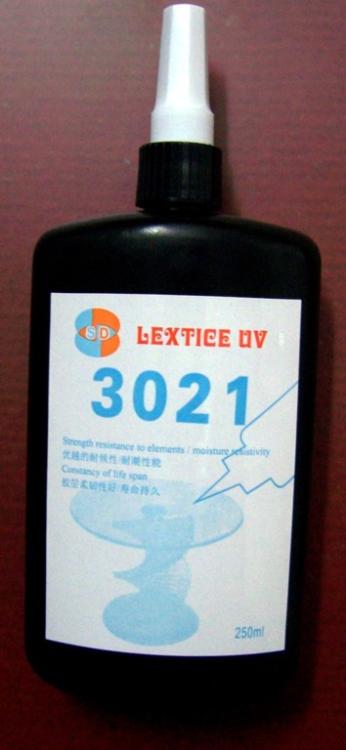 SD LEXTICE UV
3021
Strength resistance to elements / moisture resistivity
优越的耐候性/耐潮性能
Constancy of life span
胶层柔韧性好/寿命持久
250ml